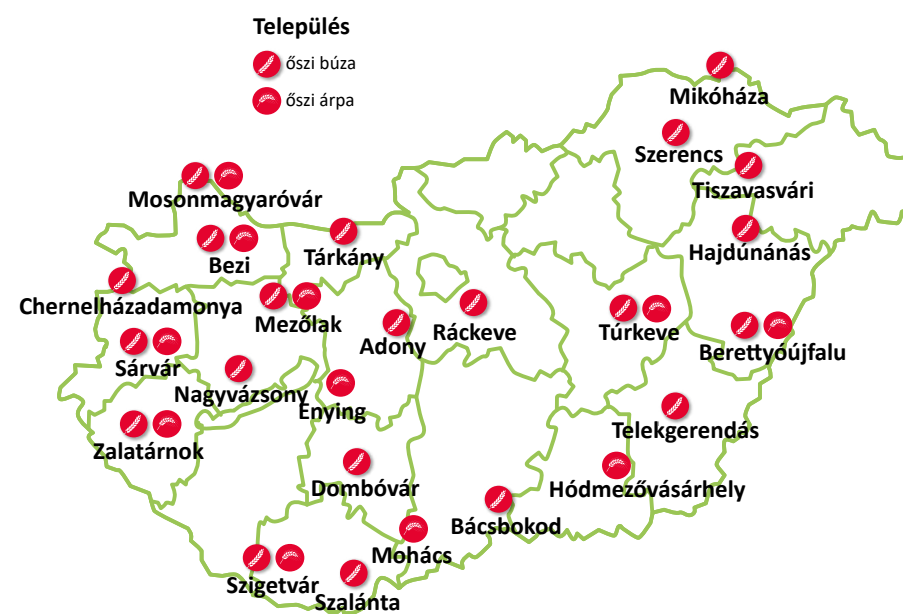 Település
őszi búza
őszi árpa
Mikóháza
Szerencs
Tiszavasvári
Mosonmagyaróvár
Hajdúnánás
Bezi
Tárkány
Chernelházadamonya
Mezőlak
Ráckeve
Túrkeve
Adony
Berettyóújfalu
Sárvár
Nagyvázsony
Enying
Telekgerendás
Zalatárnok
Dombóvár
Hódmezővásárhely
Bácsbokod
Mohács
Szigetvár
Szalánta